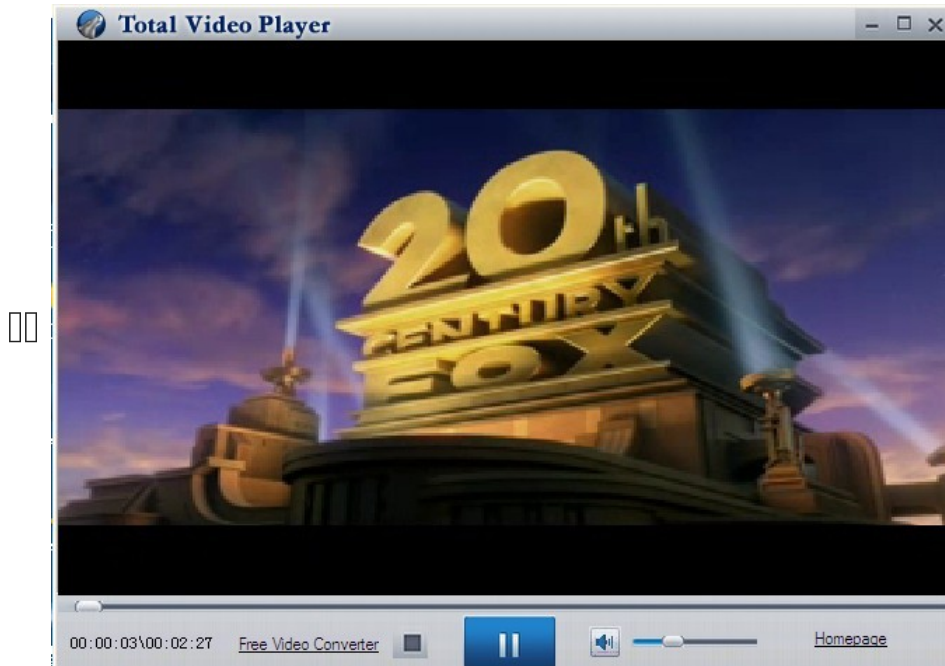 Total Video Player
20th
CENTURY
FOX
00:00:03\00:02:27 Free Video Converter Homepage